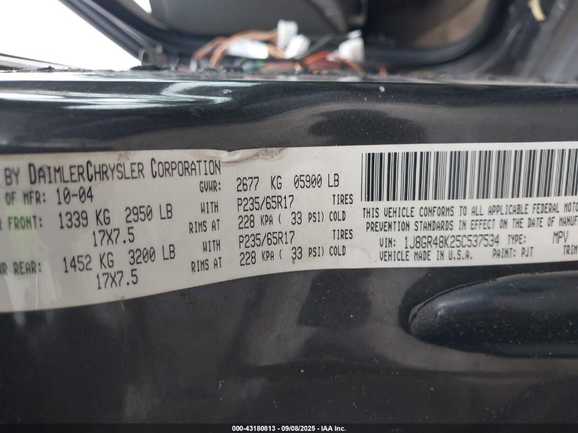 BY DAIMLERCHRYSLER CORPORATION
OF MFR: 10-04 GVWR: 2677 KG 05900 LB
FRONT: 1339 KG 2950 LB WITH P235/65R17 TIRES
17X7.5 RIMS AT 228 KPA ( 33 PSI) COLD
REAR: 1452 KG 3200 LB WITH P235/65R17 TIRES
17X7.5 RIMS AT 228 KPA ( 33 PSI) COLD
THIS VEHICLE CONFORMS TO ALL APPLICABLE FEDERAL MOTOR
PREVENTION STANDARDS IN EFFECT ON THE DATE OF MANU
VIN: 1J8GR48K25C537534 TYPE: MPV
VEHICLE MADE IN U.S.A. PAINT: PJT TRIM
000-43180813 - 09/08/2025 - IAA Inc.